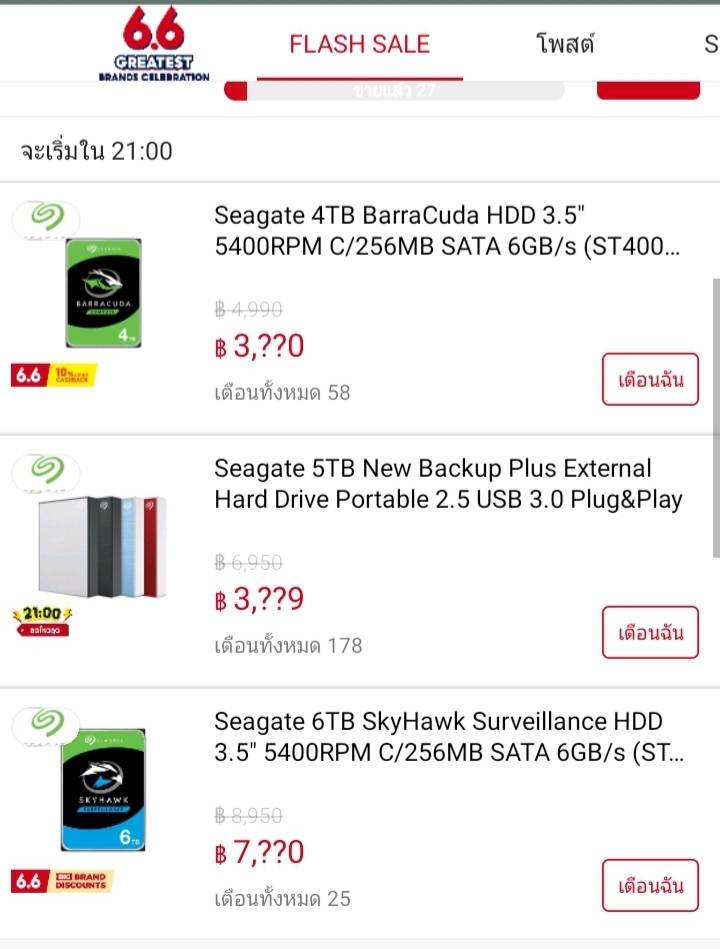 6.6
GREATEST
BRANDS CELEBRATION
FLASH SALE
โพสต์
S
ขายแล้ว 27
จะเริ่มใน 21:00
Seagate 4TB BarraCuda HDD 3.5"
5400RPM C/256MB SATA 6GB/s (ST400...
BARRACUDA
4TB
฿ 4,990
฿ 3,??0
6.6 10% CASHBACK
เตือนทั้งหมด 58
เตือนฉัน
Seagate 5TB New Backup Plus External
Hard Drive Portable 2.5 USB 3.0 Plug&Play
฿ 6,950
฿ 3,??9
21:00
เตือนทั้งหมด 178
เตือนฉัน
Seagate 6TB SkyHawk Surveillance HDD
3.5" 5400RPM C/256MB SATA 6GB/s (ST...
SKYHAWK
6TB
฿ 8,950
฿ 7,??0
6.6 BIG BRAND
DISCOUNTS
เตือนทั้งหมด 25
เตือนฉัน